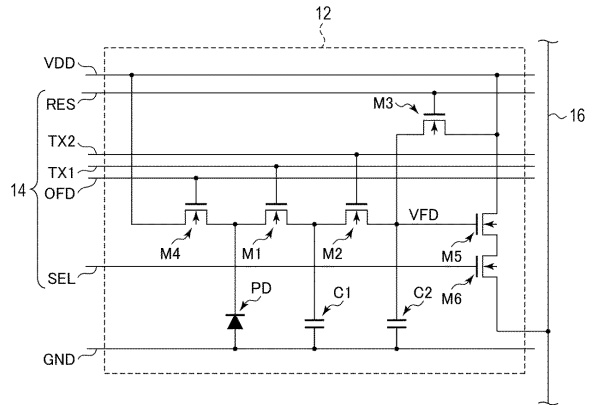 12
VDD
RES
M3
16
TX2
TX1
14
OFD
VFD
M4
M1
M2
M5
M6
SEL
PD
C1
C2
GND